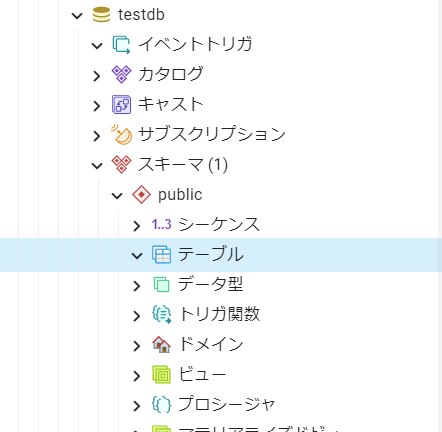 testdb
イベントトリガ
カタログ
キャスト
サブスクリプション
スキーマ (1)
public
1..3 シーケンス
テーブル
データ型
トリガ関数
ドメイン
ビュー
プロシージャ